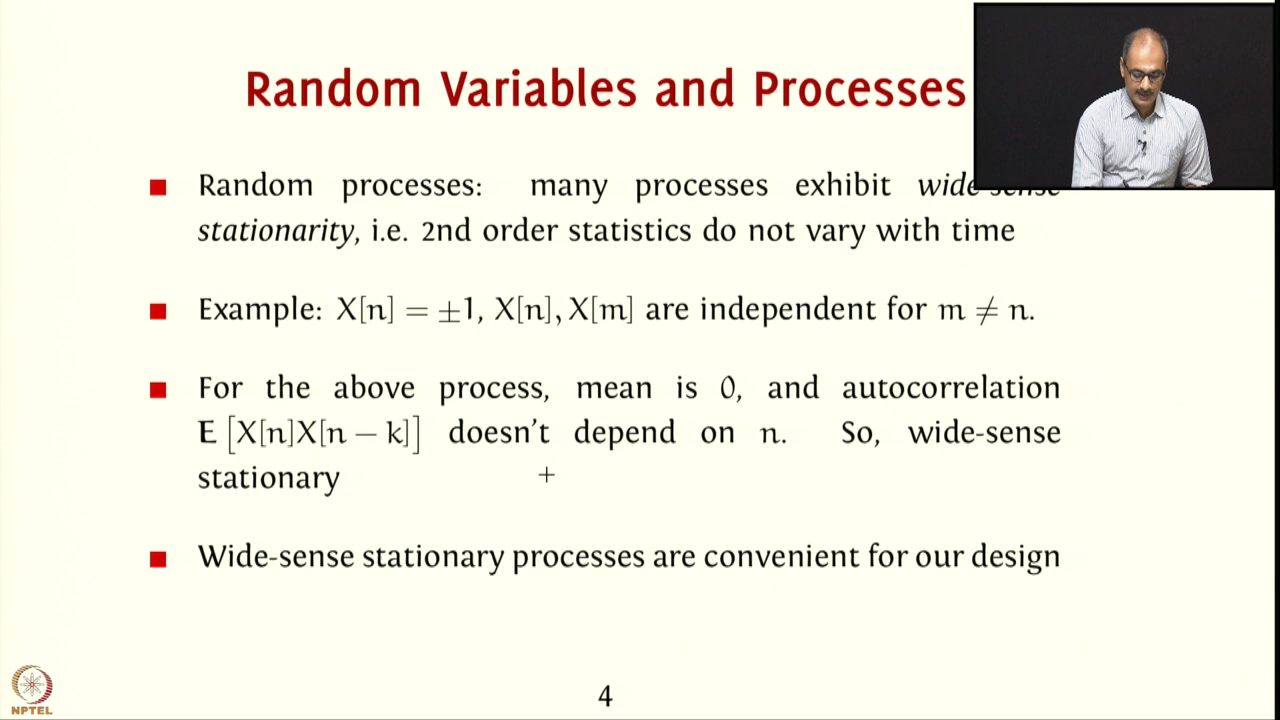 Random Variables and Processes
Random processes: many processes exhibit wide-sense
stationarity, i.e. 2nd order statistics do not vary with time
Example: X[n] = ±1, X[n], X[m] are independent for m ≠ n.
For the above process, mean is 0, and autocorrelation
E [X[n]X[n − k]] doesn't depend on n. So, wide-sense
stationary
Wide-sense stationary processes are convenient for our design
4
NPTEL